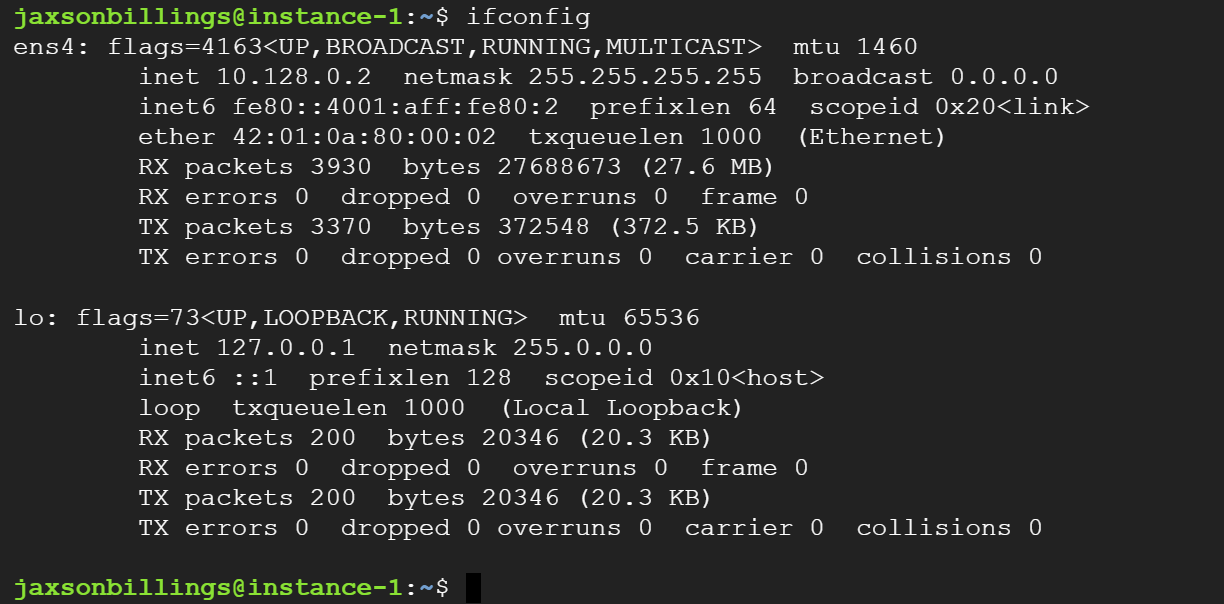 jaxsonbillings@instance-1:~$ ifconfig
ens4: flags=4163<UP,BROADCAST,RUNNING,MULTICAST>  mtu 1460
        inet 10.128.0.2  netmask 255.255.255.255  broadcast 0.0.0.0
        inet6 fe80::4001:aff:fe80:2  prefixlen 64  scopeid 0x20<link>
        ether 42:01:0a:80:00:02  txqueuelen 1000  (Ethernet)
        RX packets 3930  bytes 27688673 (27.6 MB)
        RX errors 0  dropped 0  overruns 0  frame 0
        TX packets 3370  bytes 372548 (372.5 KB)
        TX errors 0  dropped 0 overruns 0  carrier 0  collisions 0

lo: flags=73<UP,LOOPBACK,RUNNING>  mtu 65536
        inet 127.0.0.1  netmask 255.0.0.0
        inet6 ::1  prefixlen 128  scopeid 0x10<host>
        loop  txqueuelen 1000  (Local Loopback)
        RX packets 200  bytes 20346 (20.3 KB)
        RX errors 0  dropped 0  overruns 0  frame 0
        TX packets 200  bytes 20346 (20.3 KB)
        TX errors 0  dropped 0 overruns 0  carrier 0  collisions 0

jaxsonbillings@instance-1:~$